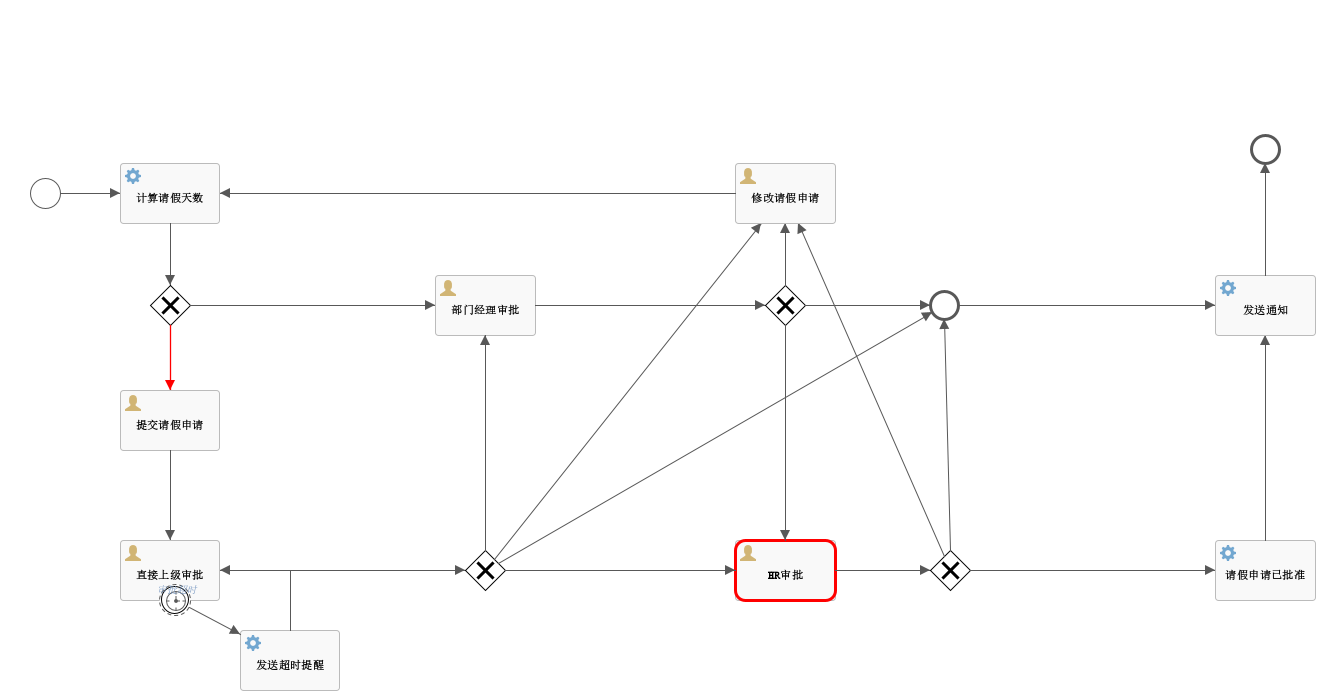 计算请假天数
修改请假申请
部门经理审批
发送通知
提交请假申请
直接上级审批
HR审批
请假申请已批准
发送超时提醒